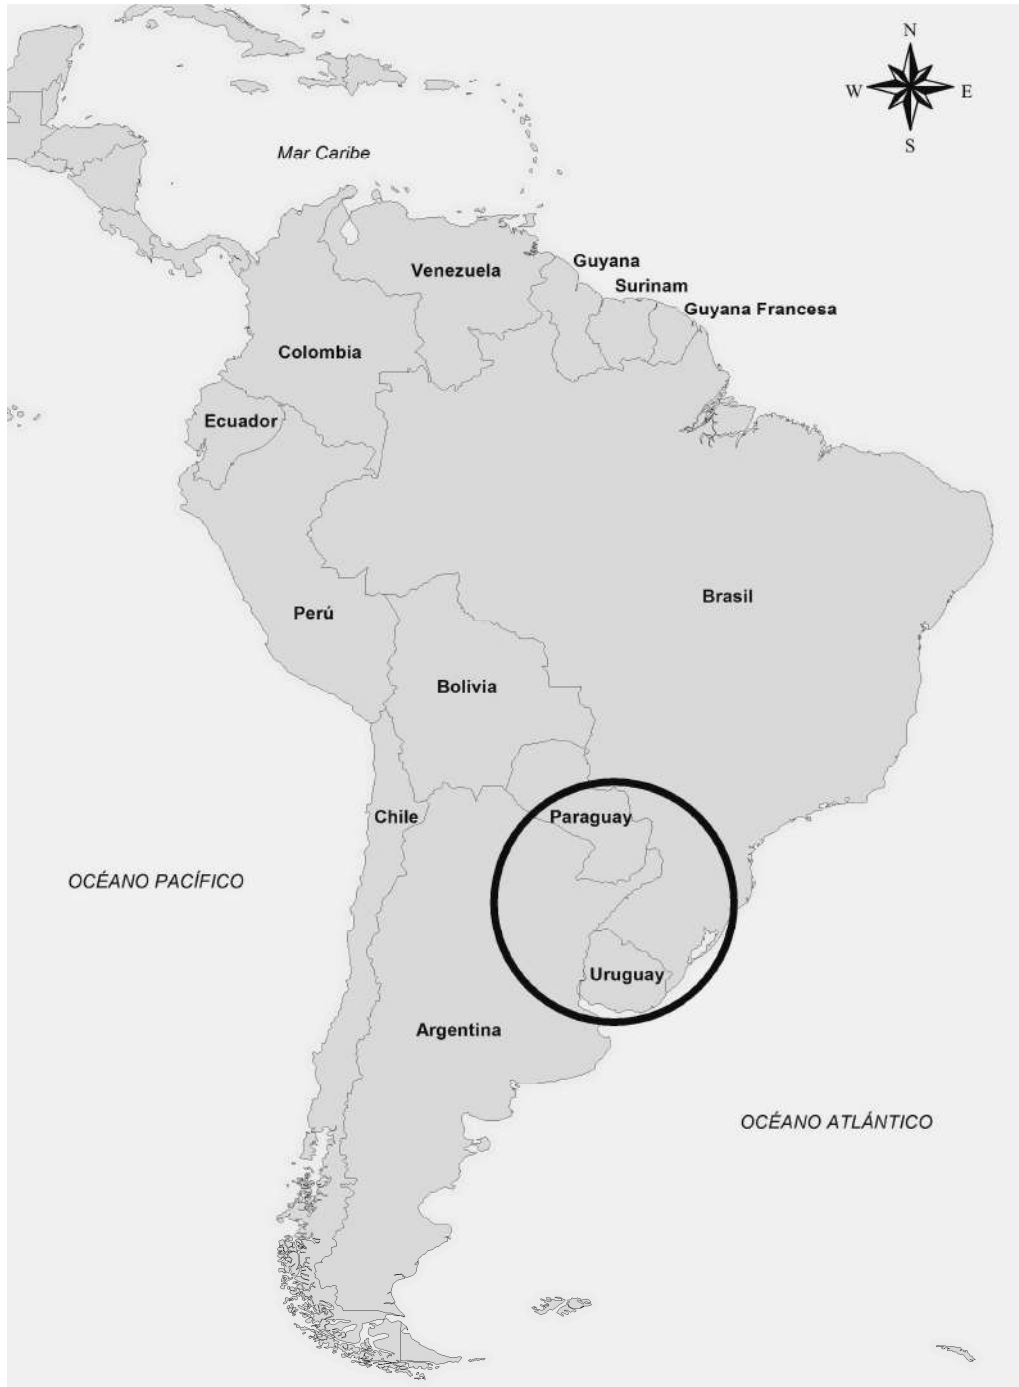 N
W E
S
Mar Caribe
Guyana
Venezuela
Surinam
Guyana Francesa
Colombia
Ecuador
Brasil
Perú
Bolivia
Chile
Paraguay
OCÉANO PACÍFICO
Uruguay
Argentina
OCÉANO ATLÁNTICO